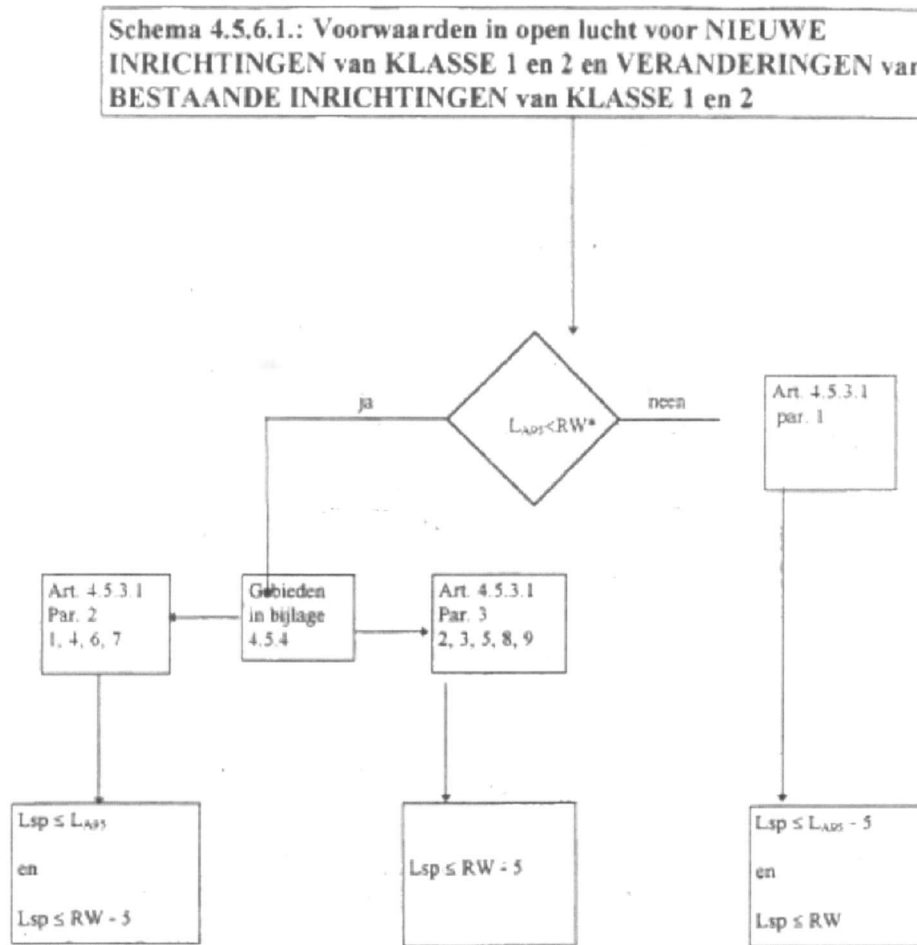 Schema 4.5.6.1.: Voorwaarden in open lucht voor NIEUWE
INRICHTINGEN van KLASSE 1 en 2 en VERANDERINGEN van
BESTAANDE INRICHTINGEN van KLASSE 1 en 2
ja
LA95<RW*
neen
Art. 4.5.3.1
par. 1
Art. 4.5.3.1
Par. 2
1, 4, 6, 7
Gebieden
in bijlage
4.5.4
Art. 4.5.3.1
Par. 3
2, 3, 5, 8, 9
Lsp ≤ LA95
en
Lsp ≤ RW - 5
Lsp ≤ RW - 5
Lsp ≤ LA95 - 5
en
Lsp ≤ RW